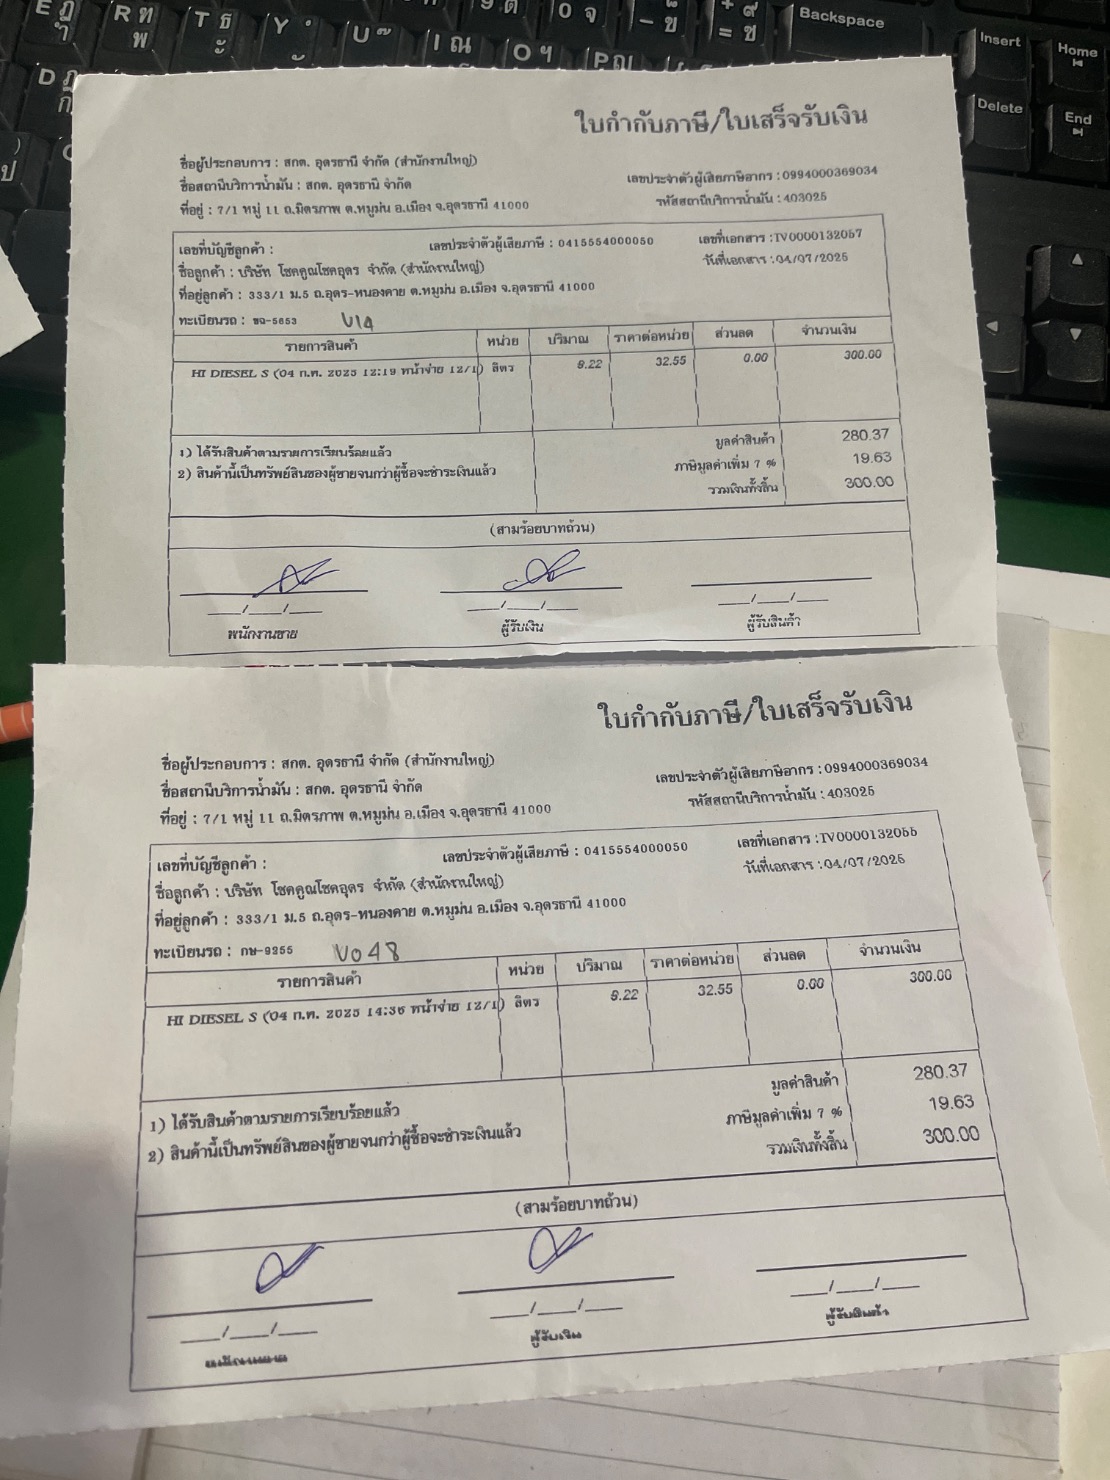 Backspace
Insert
Home
Delete
End
ใบกำกับภาษี/ใบเสร็จรับเงิน
ชื่อผู้ประกอบการ : สกต. อุดรธานี จำกัด (สำนักงานใหญ่)
ชื่อสถานีบริการน้ำมัน : สกต. อุดรธานี จำกัด
เลขประจำตัวผู้เสียภาษีอากร : 0994000369034
ที่อยู่ : 7/1 หมู่ 11 ถ.มิตรภาพ ต.หมูม่น อ.เมือง จ.อุดรธานี 41000
รหัสสถานีบริการน้ำมัน : 403025
เลขที่บัญชีลูกค้า : เลขประจำตัวผู้เสียภาษี : 0415554000050 เลขที่เอกสาร : IV0000132057
ชื่อลูกค้า : บริษัท โชคคูณโชคอุดร จำกัด (สำนักงานใหญ่) วันที่เอกสาร : 04/07/2025
ที่อยู่ลูกค้า : 333/1 ม.5 ถ.อุดร-หนองคาย ต.หมูม่น อ.เมือง จ.อุดรธานี 41000
ทะเบียนรถ : ขฉ-5653
รายการสินค้า หน่วย ปริมาณ ราคาต่อหน่วย ส่วนลด จำนวนเงิน
HI DIESEL S (04 ก.ค. 2025 12:19 หน้าจ่าย 12/1) ลิตร 9.22 32.55 0.00 300.00
1) ได้รับสินค้าตามรายการเรียบร้อยแล้ว มูลค่าสินค้า 280.37
2) สินค้านี้เป็นทรัพย์สินของผู้ขายจนกว่าผู้ซื้อจะชำระเงินแล้ว ภาษีมูลค่าเพิ่ม 7 % 19.63
รวมเงินทั้งสิ้น 300.00
(สามร้อยบาทถ้วน)
พนักงานขาย ผู้รับเงิน ผู้รับสินค้า
ใบกำกับภาษี/ใบเสร็จรับเงิน
ชื่อผู้ประกอบการ : สกต. อุดรธานี จำกัด (สำนักงานใหญ่)
ชื่อสถานีบริการน้ำมัน : สกต. อุดรธานี จำกัด
เลขประจำตัวผู้เสียภาษีอากร : 0994000369034
ที่อยู่ : 7/1 หมู่ 11 ถ.มิตรภาพ ต.หมูม่น อ.เมือง จ.อุดรธานี 41000
รหัสสถานีบริการน้ำมัน : 403025
เลขที่บัญชีลูกค้า : เลขประจำตัวผู้เสียภาษี : 0415554000050 เลขที่เอกสาร : IV0000132055
ชื่อลูกค้า : บริษัท โชคคูณโชคอุดร จำกัด (สำนักงานใหญ่) วันที่เอกสาร : 04/07/2025
ที่อยู่ลูกค้า : 333/1 ม.5 ถ.อุดร-หนองคาย ต.หมูม่น อ.เมือง จ.อุดรธานี 41000
ทะเบียนรถ : กษ-9255 V048
รายการสินค้า หน่วย ปริมาณ ราคาต่อหน่วย ส่วนลด จำนวนเงิน
HI DIESEL S (04 ก.ค. 2025 14:36 หน้าจ่าย 12/1) ลิตร 9.22 32.55 0.00 300.00
1) ได้รับสินค้าตามรายการเรียบร้อยแล้ว มูลค่าสินค้า 280.37
2) สินค้านี้เป็นทรัพย์สินของผู้ขายจนกว่าผู้ซื้อจะชำระเงินแล้ว ภาษีมูลค่าเพิ่ม 7 % 19.63
รวมเงินทั้งสิ้น 300.00
(สามร้อยบาทถ้วน)
ผู้รับเงิน ผู้รับสินค้า